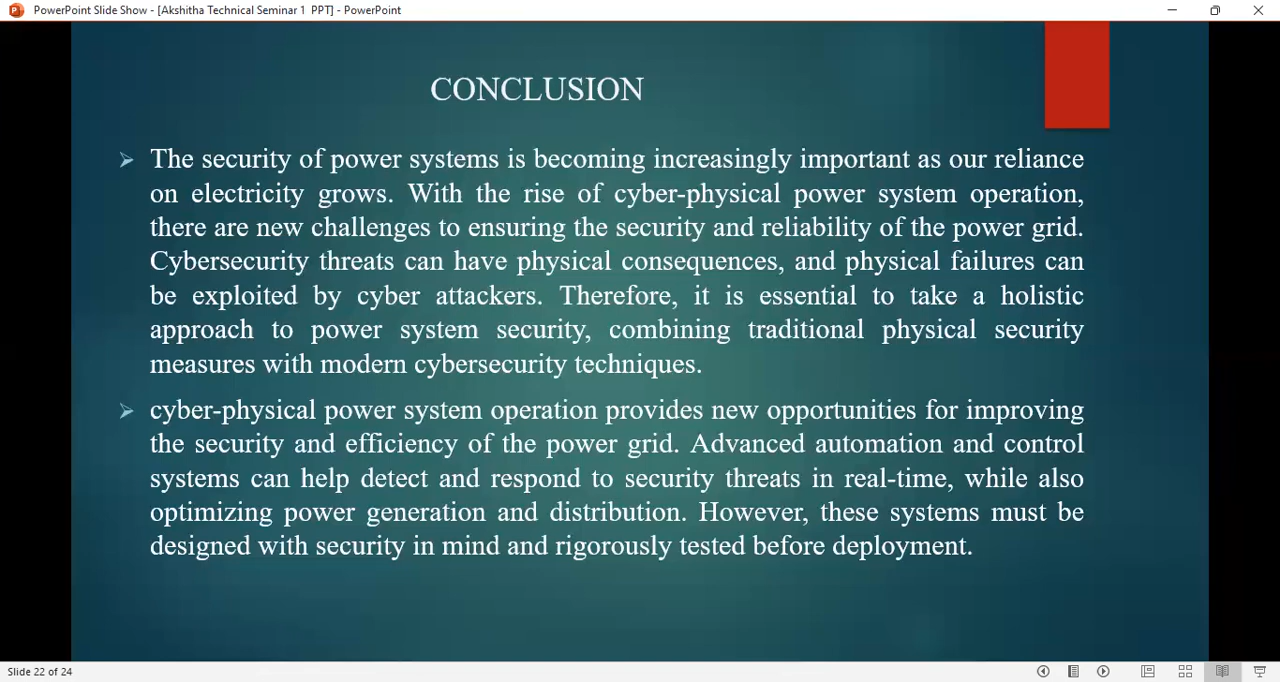 PowerPoint Slide Show - [Akshitha Technical Seminar 1 PPT] - PowerPoint
CONCLUSION
The security of power systems is becoming increasingly important as our reliance
on electricity grows. With the rise of cyber-physical power system operation,
there are new challenges to ensuring the security and reliability of the power grid.
Cybersecurity threats can have physical consequences, and physical failures can
be exploited by cyber attackers. Therefore, it is essential to take a holistic
approach to power system security, combining traditional physical security
measures with modern cybersecurity techniques.
cyber-physical power system operation provides new opportunities for improving
the security and efficiency of the power grid. Advanced automation and control
systems can help detect and respond to security threats in real-time, while also
optimizing power generation and distribution. However, these systems must be
designed with security in mind and rigorously tested before deployment.
Slide 22 of 24